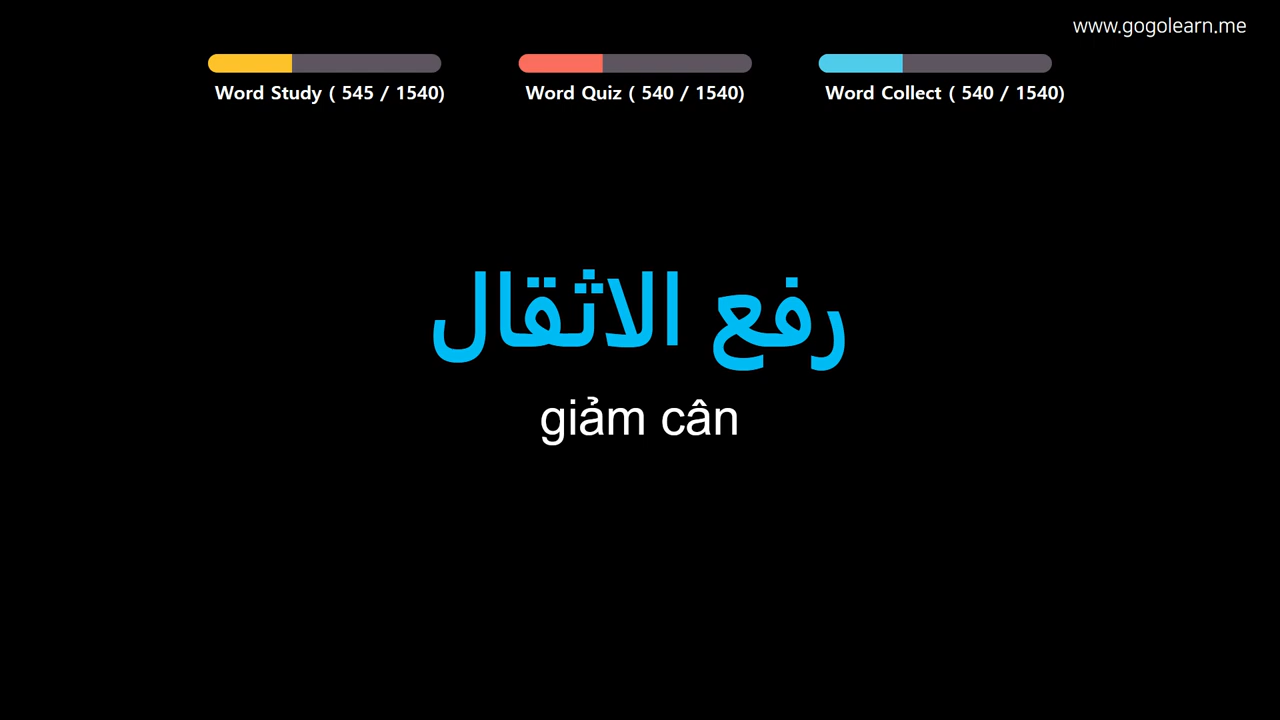 www.gogolearn.me
Word Study ( 545 / 1540)
Word Quiz ( 540 / 1540)
Word Collect ( 540 / 1540)
رفع الاثقال
giảm cân